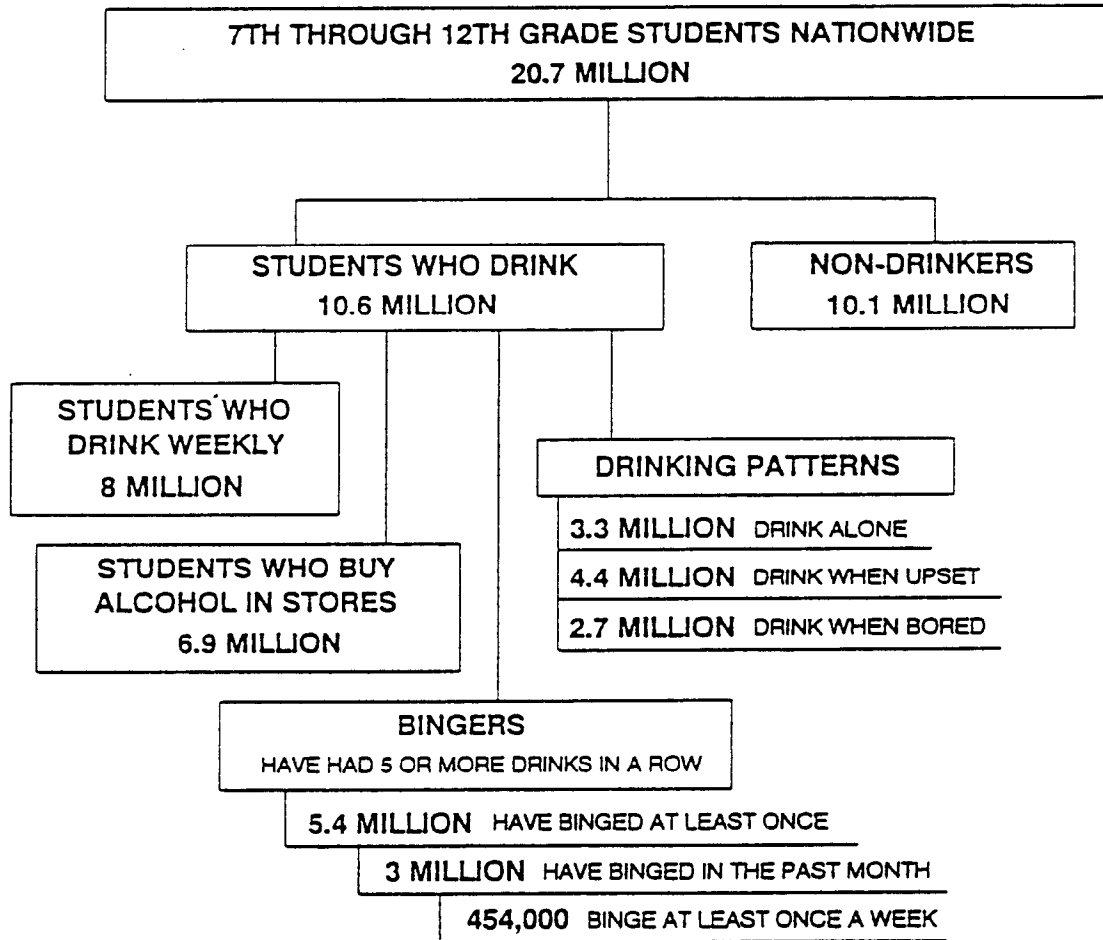 7TH THROUGH 12TH GRADE STUDENTS NATIONWIDE
20.7 MILLION
STUDENTS WHO DRINK
10.6 MILLION
NON-DRINKERS
10.1 MILLION
STUDENTS WHO
DRINK WEEKLY
8 MILLION
STUDENTS WHO BUY
ALCOHOL IN STORES
6.9 MILLION
DRINKING PATTERNS
3.3 MILLION DRINK ALONE
4.4 MILLION DRINK WHEN UPSET
2.7 MILLION DRINK WHEN BORED
BINGERS
HAVE HAD 5 OR MORE DRINKS IN A ROW
5.4 MILLION HAVE BINGED AT LEAST ONCE
3 MILLION HAVE BINGED IN THE PAST MONTH
454,000 BINGE AT LEAST ONCE A WEEK